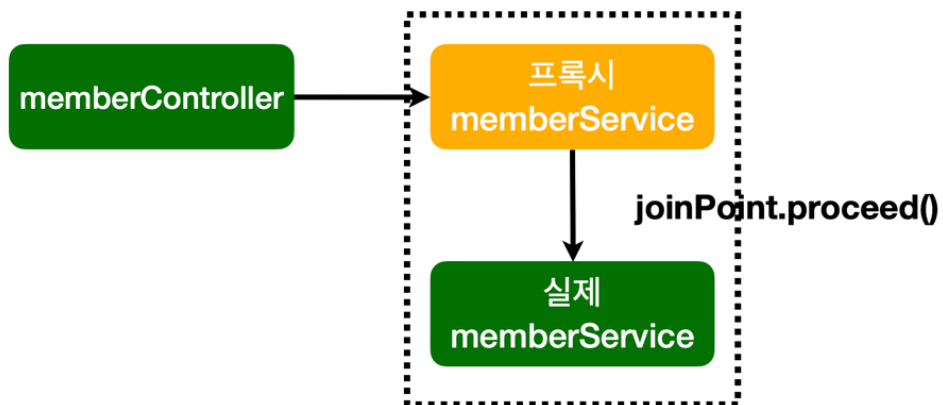 memberController
프록시
memberService
joinPoint.proceed()
실제
memberService